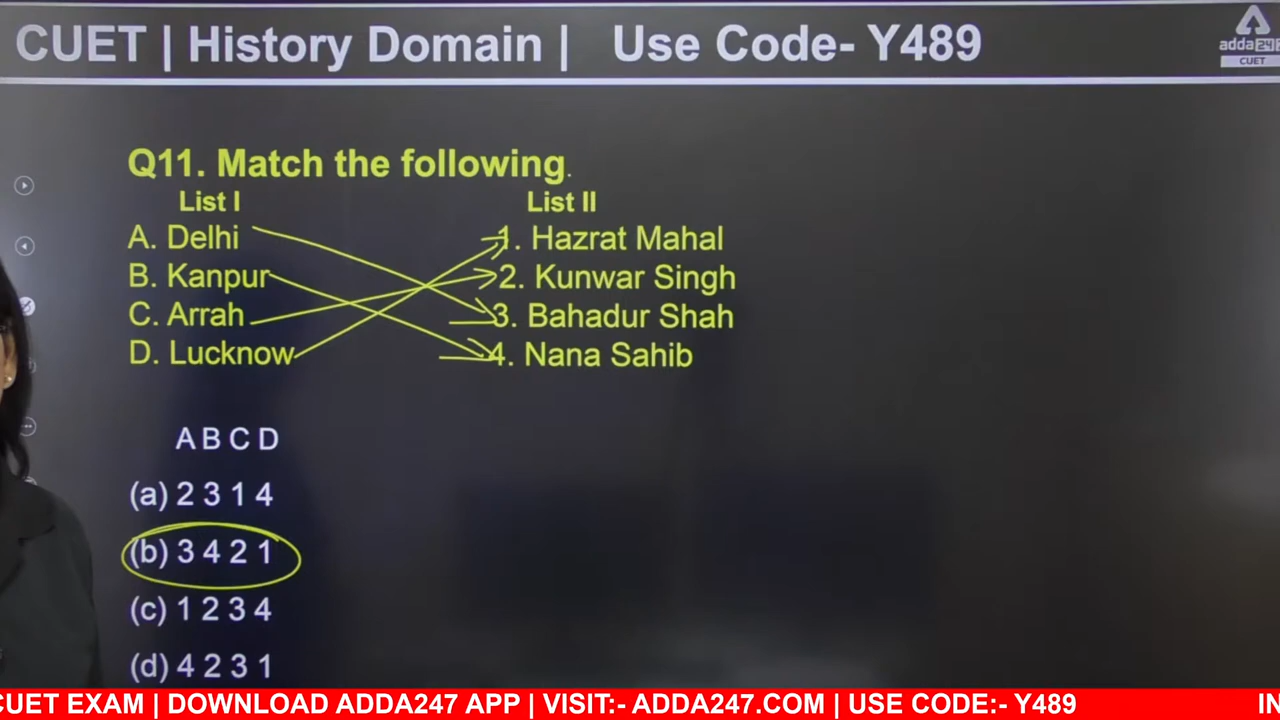 CUET | History Domain | Use Code- Y489
adda247
CUET
Q11. Match the following.
List I List II
A. Delhi 1. Hazrat Mahal
B. Kanpur 2. Kunwar Singh
C. Arrah 3. Bahadur Shah
D. Lucknow 4. Nana Sahib
A B C D
(a) 2 3 1 4
(b) 3 4 2 1
(c) 1 2 3 4
(d) 4 2 3 1
CUET EXAM | DOWNLOAD ADDA247 APP | VISIT:- ADDA247.COM | USE CODE:- Y489 IN